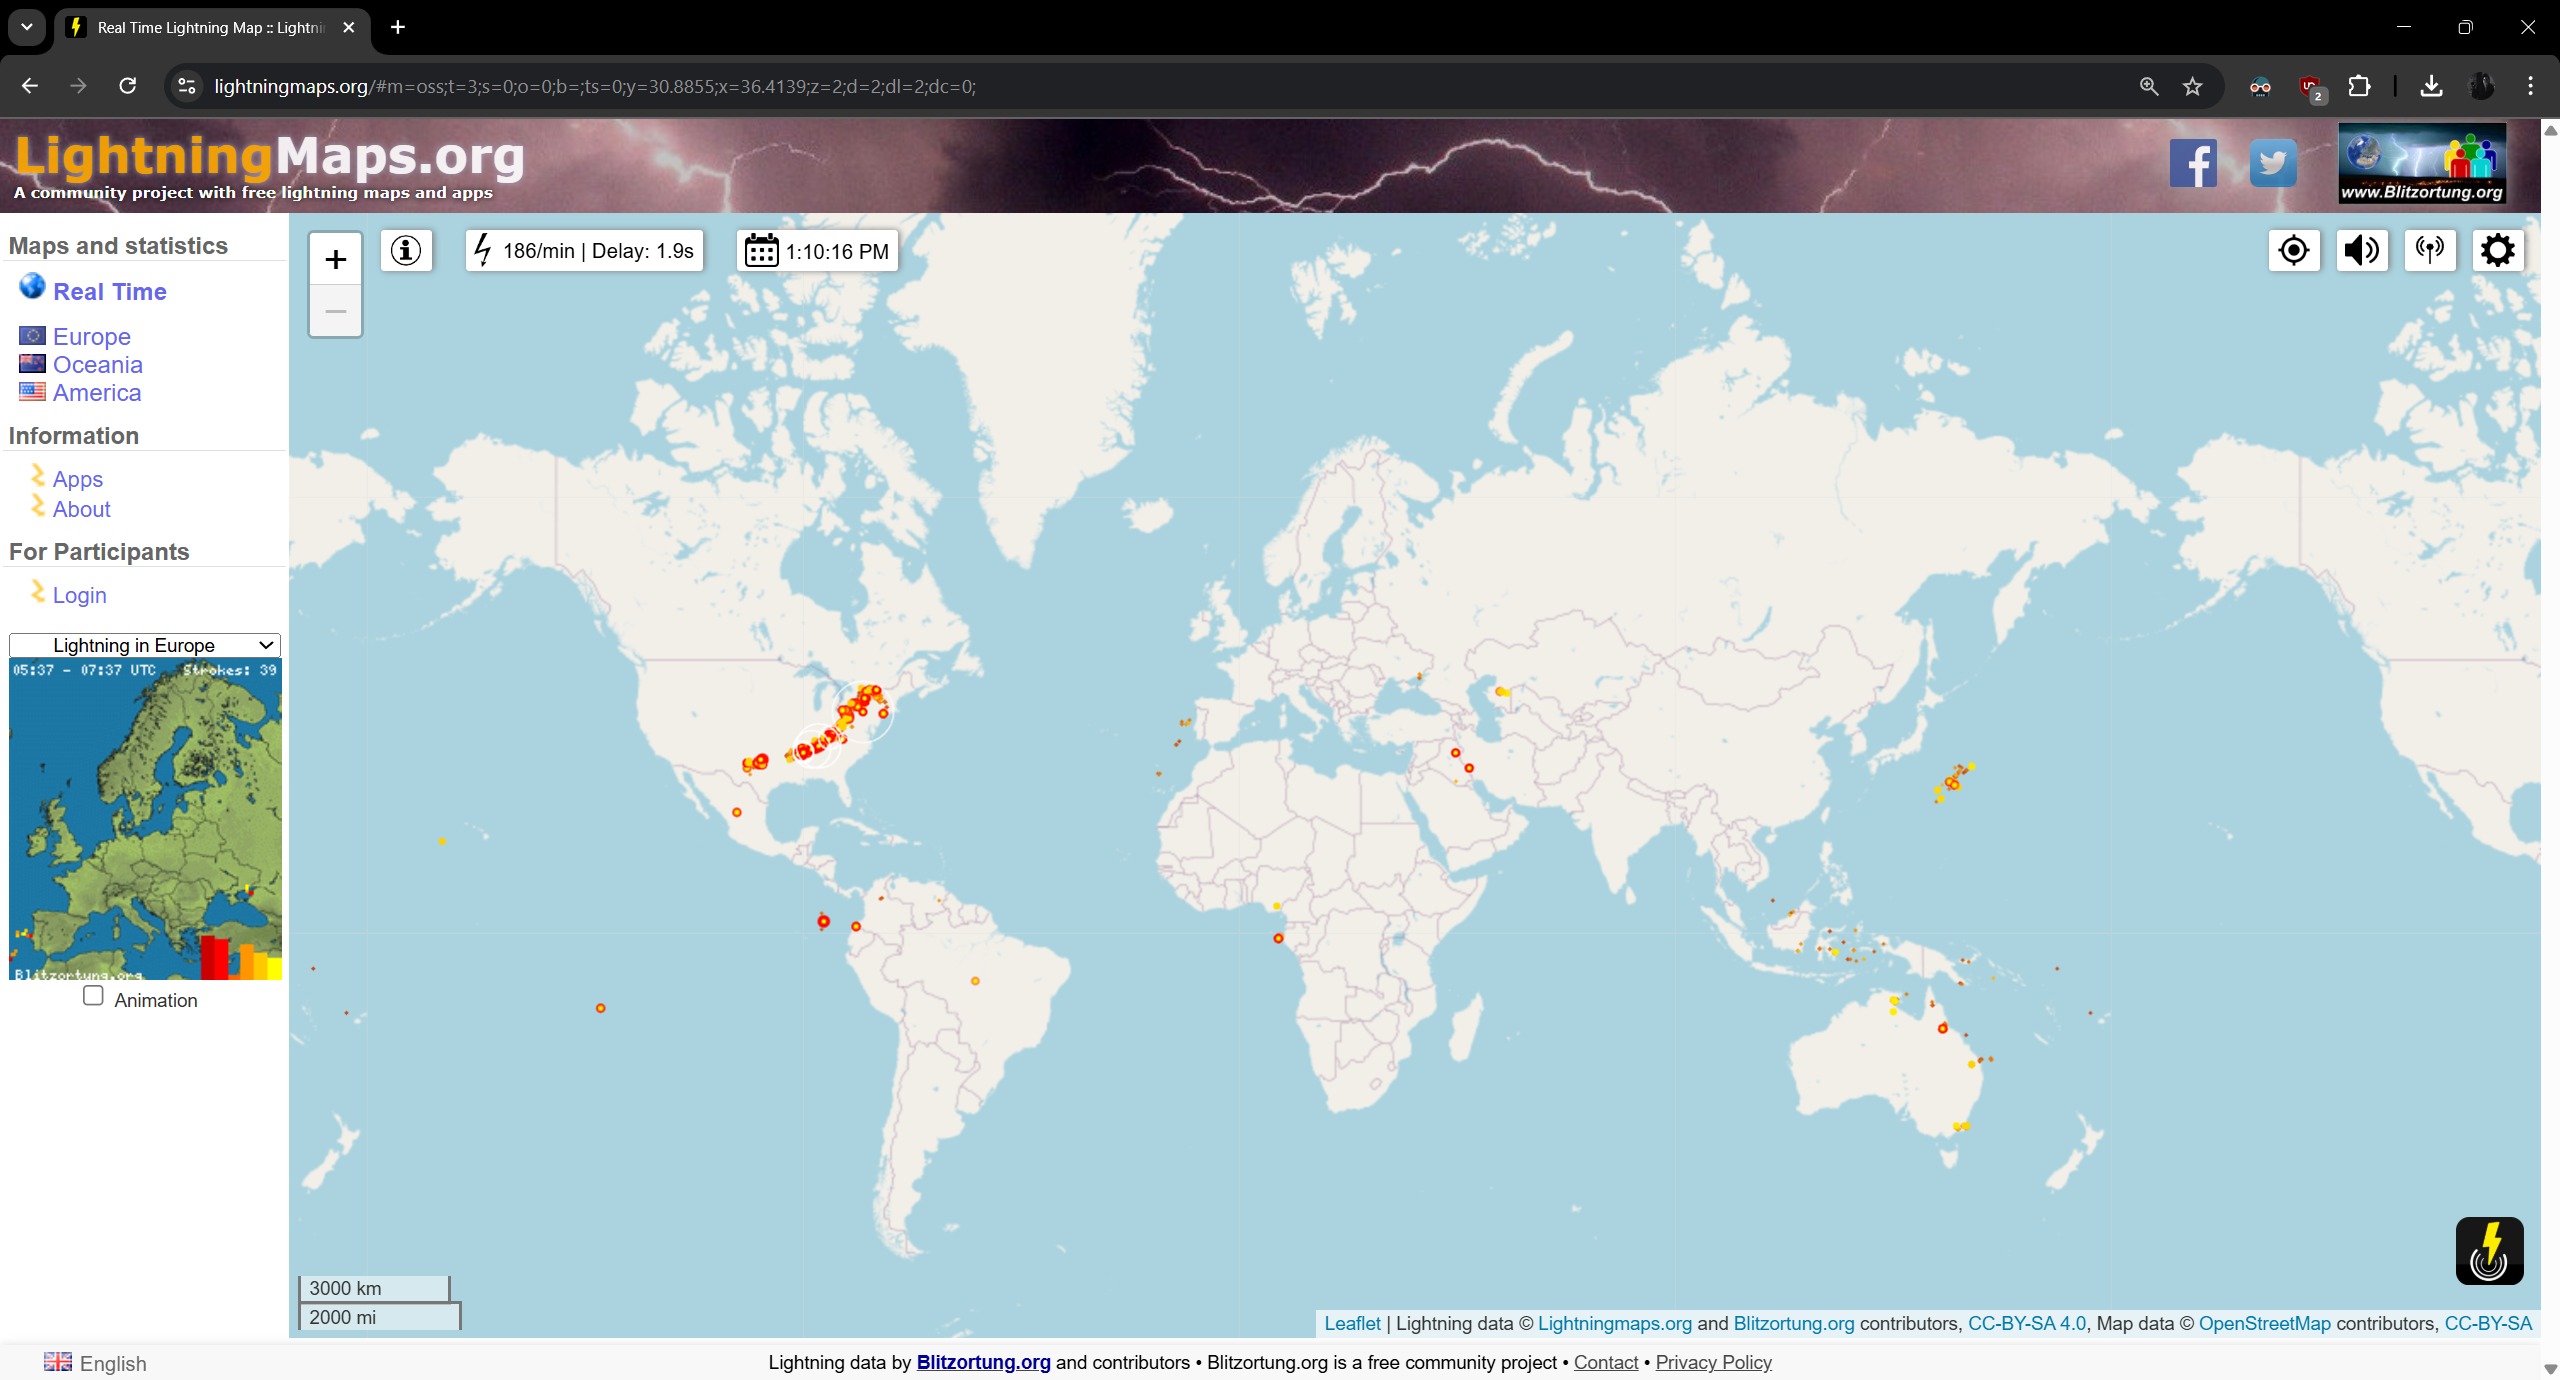 Real Time Lightning Map :: Lightni
lightningmaps.org/#m=oss;t=3;s=0;o=0;b=;ts=0;y=30.8855;x=36.4139;z=2;d=2;dl=2;dc=0;
2
LightningMaps.org
A community project with free lightning maps and apps
www.Blitzortung.org
Maps and statistics
Real Time
Europe
Oceania
America
Information
Apps
About
For Participants
Login
Lightning in Europe
05:37 - 07:37 UTC Strokes: 39
Blitzortung.org
Animation
+
−
186/min | Delay: 1.9s
1:10:16 PM
3000 km
2000 mi
Leaflet | Lightning data © Lightningmaps.org and Blitzortung.org contributors, CC-BY-SA 4.0, Map data © OpenStreetMap contributors, CC-BY-SA
English
Lightning data by Blitzortung.org and contributors • Blitzortung.org is a free community project • Contact • Privacy Policy